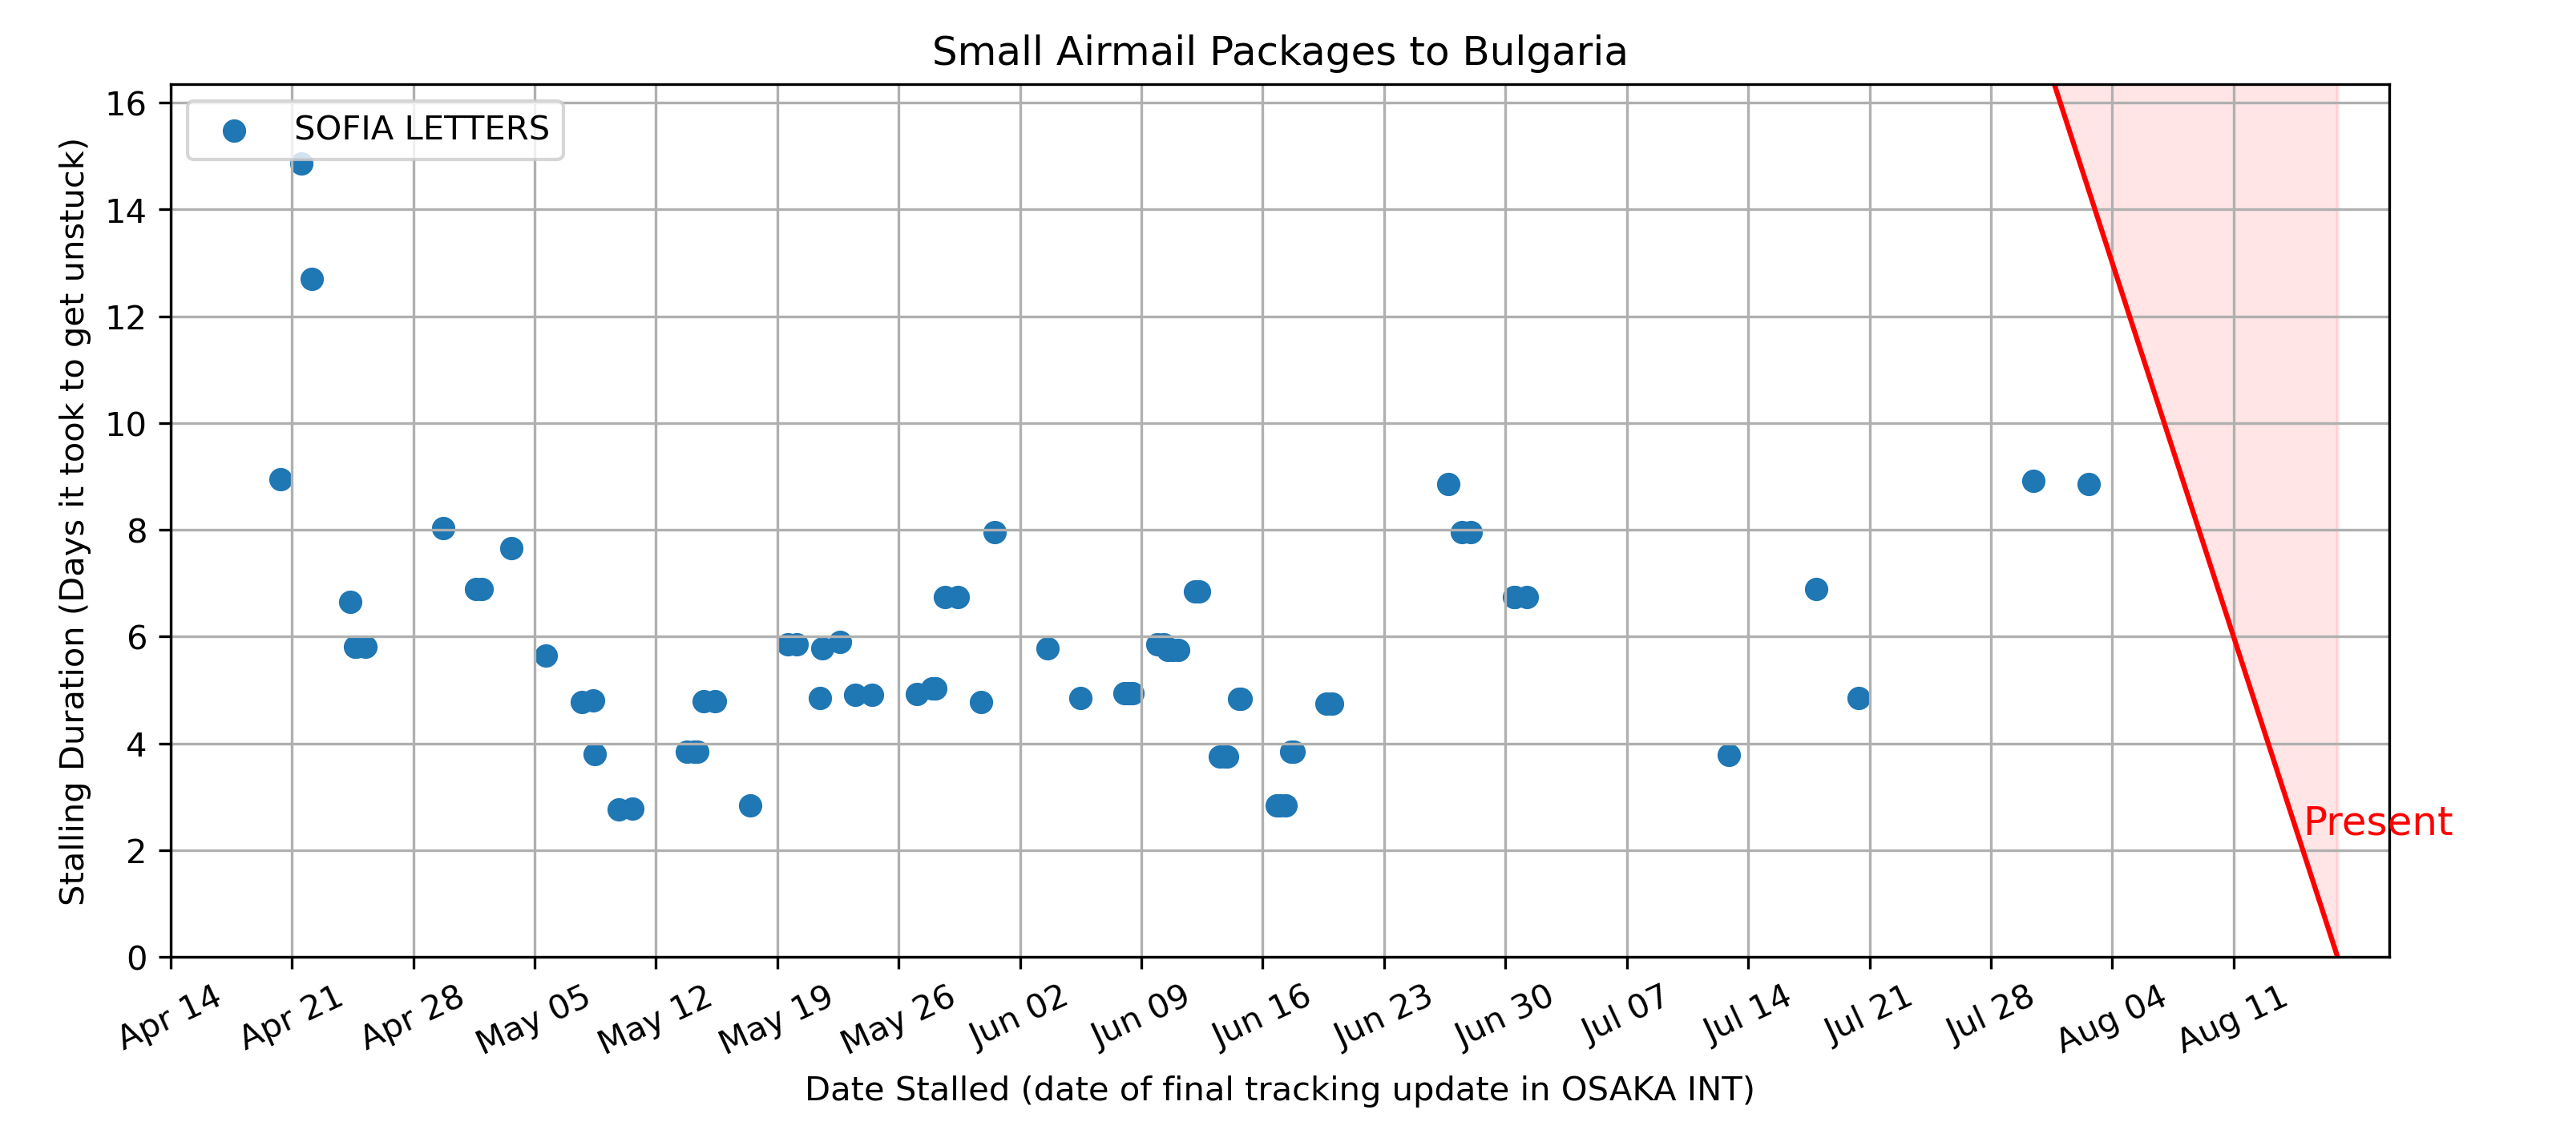 Small Airmail Packages to Bulgaria
SOFIA LETTERS
Stalling Duration (Days it took to get unstuck)
16
14
12
10
8
6
4
2
0
Present
Apr 14
Apr 21
Apr 28
May 05
May 12
May 19
May 26
Jun 02
Jun 09
Jun 16
Jun 23
Jun 30
Jul 07
Jul 14
Jul 21
Jul 28
Aug 04
Aug 11
Date Stalled (date of final tracking update in OSAKA INT)